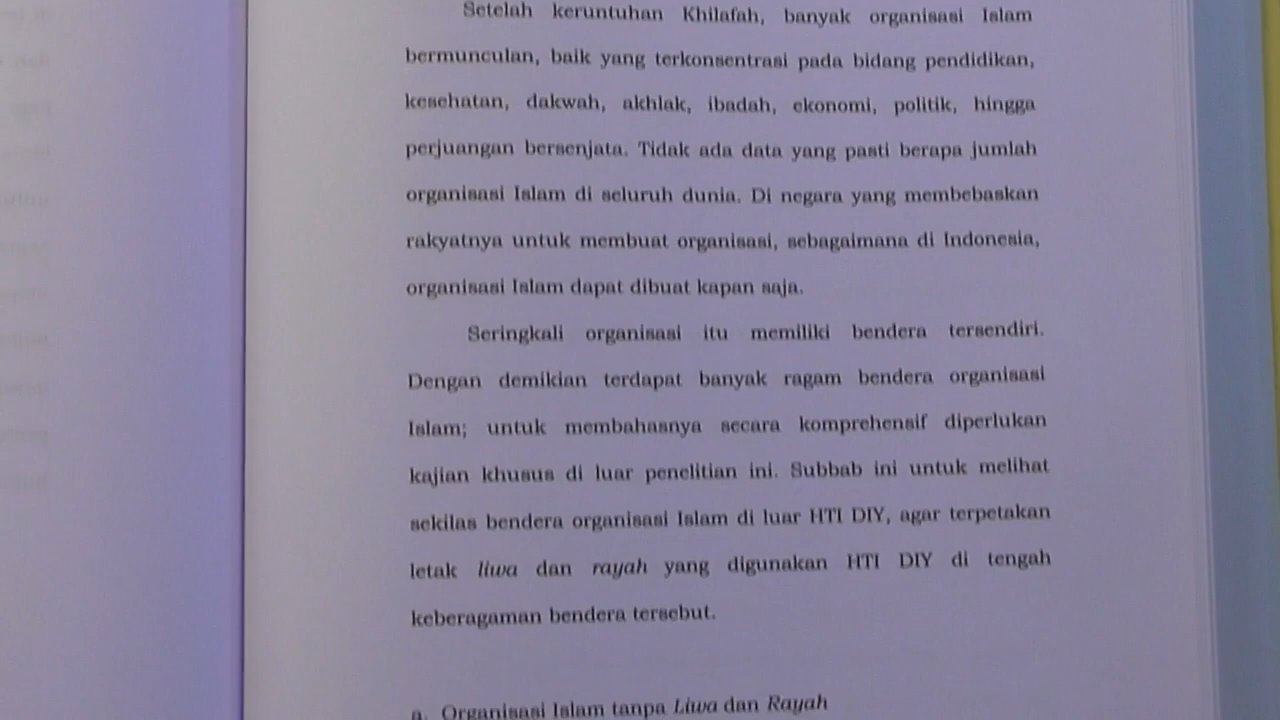 Setelah keruntuhan Khilafah, banyak organisasi Islam
bermunculan, baik yang terkonsentrasi pada bidang pendidikan,
kesehatan, dakwah, akhlak, ibadah, ekonomi, politik, hingga
perjuangan bersenjata. Tidak ada data yang pasti berapa jumlah
organisasi Islam di seluruh dunia. Di negara yang membebaskan
rakyatnya untuk membuat organisasi, sebagaimana di Indonesia,
organisasi Islam dapat dibuat kapan saja.
Seringkali organisasi itu memiliki bendera tersendiri.
Dengan demikian terdapat banyak ragam bendera organisasi
Islam; untuk membahasnya secara komprehensif diperlukan
kajian khusus di luar penelitian ini. Subbab ini untuk melihat
sekilas bendera organisasi Islam di luar HTI DIY, agar terpetakan
letak liwa dan rayah yang digunakan HTI DIY di tengah
keberagaman bendera tersebut.
a. Organisasi Islam tanpa Liwa dan Rayah